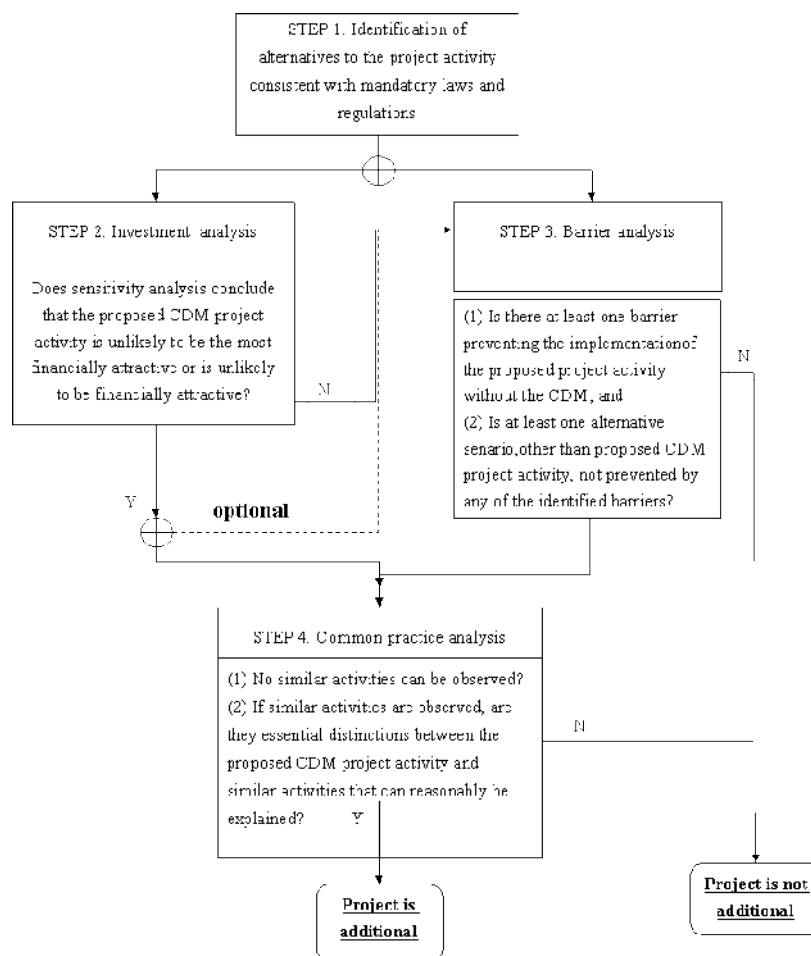 STEP 1. Identification of
alternatives to the project activity
consistent with mandatory laws and
regulations
STEP 2. Investment analysis
Does sensitivity analysis conclude
that the proposed CDM project
activity is unlikely to be the most
financially attractive or is unlikely
to be financially attractive?
N
Y
optional
STEP 3. Barrier analysis
(1) Is there at least one barrier
preventing the implementation of
the proposed project activity
without the CDM, and
(2) Is at least one alternative
senario, other than proposed CDM
project activity, not prevented by
any of the identified barriers?
N
STEP 4. Common practice analysis
(1) No similar activities can be observed?
(2) If similar activities are observed, are
they essential distinctions between the
proposed CDM project activity and
similar activities that can reasonably be
explained?
Y
N
Project is
additional
Project is not
additional